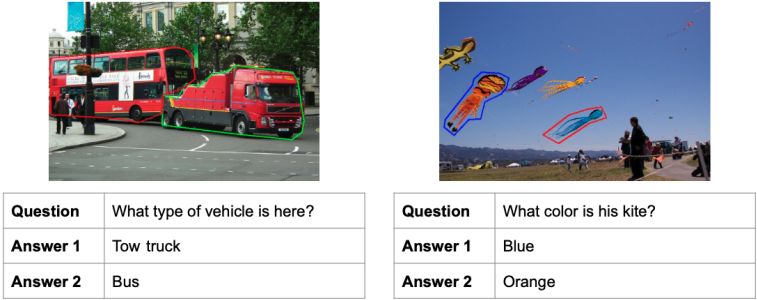 Question What type of vehicle is here?
Answer 1 Tow truck
Answer 2 Bus
Question What color is his kite?
Answer 1 Blue
Answer 2 Orange